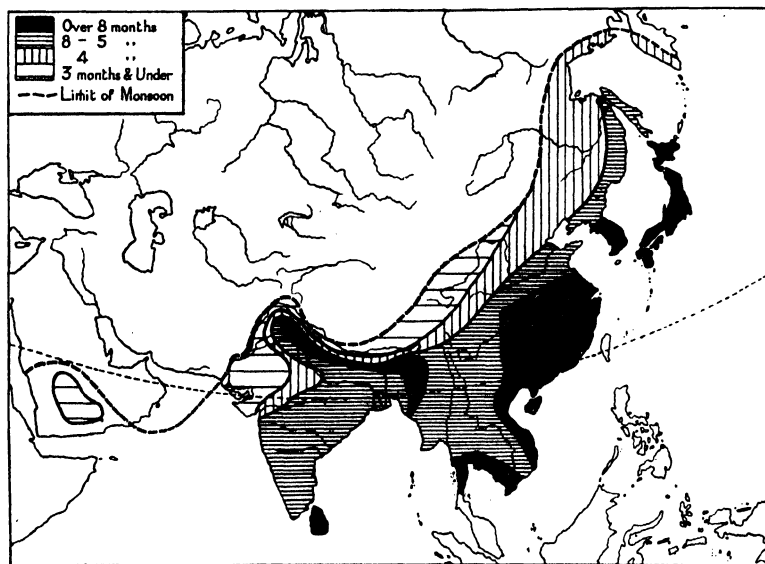 Over 8 months
8 - 5 ,,
4 ,,
3 months & Under
Limit of Monsoon